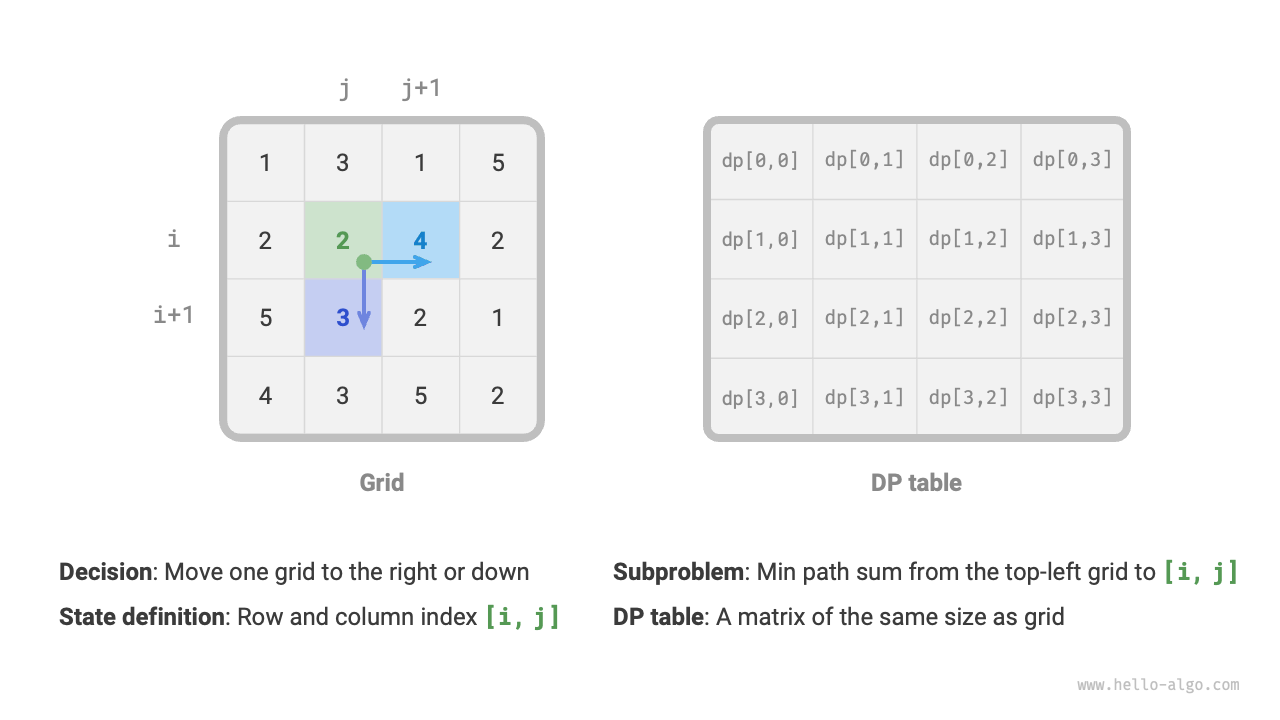 j j+1
1 3 1 5
i 2 2 4 2
i+1 5 3 2 1
4 3 5 2
Grid
dp[0,0] dp[0,1] dp[0,2] dp[0,3]
dp[1,0] dp[1,1] dp[1,2] dp[1,3]
dp[2,0] dp[2,1] dp[2,2] dp[2,3]
dp[3,0] dp[3,1] dp[3,2] dp[3,3]
DP table
Decision: Move one grid to the right or down
State definition: Row and column index [i, j]
Subproblem: Min path sum from the top-left grid to [i, j]
DP table: A matrix of the same size as grid
www.hello-algo.com